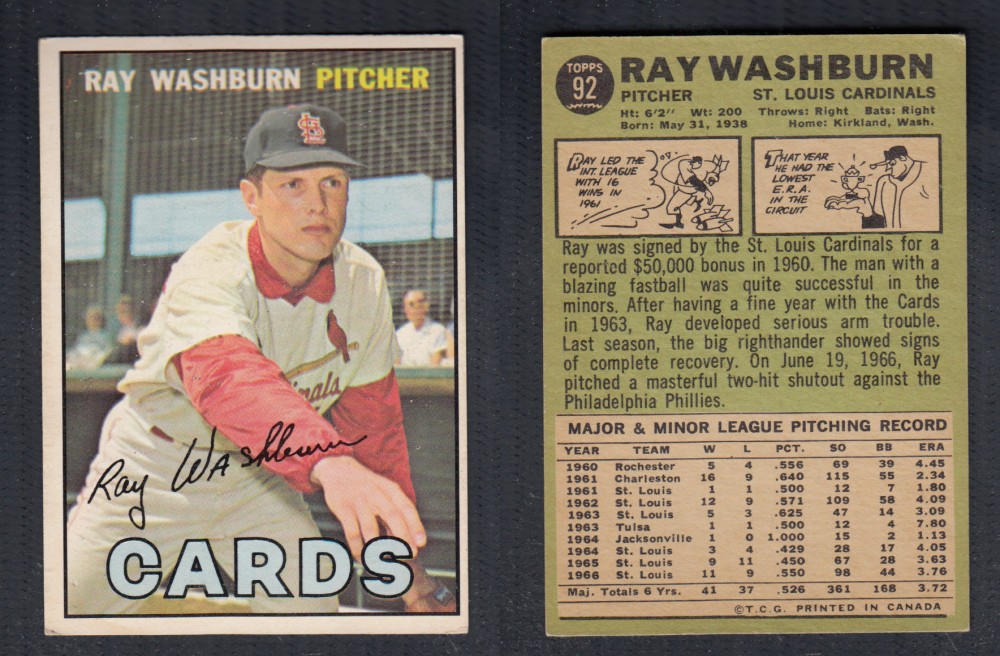 RAY WASHBURN PITCHER
StL
Cardinals
Ray Washburn
CARDS
TOPPS
92
RAY WASHBURN
PITCHER ST. LOUIS CARDINALS
Ht: 6'2" Wt: 200 Throws: Right Bats: Right
Born: May 31, 1938 Home: Kirkland, Wash.
RAY LED THE
INT. LEAGUE
WITH 16
WINS IN
1961
THAT YEAR
HE HAD THE
LOWEST
E.R.A.
IN THE
CIRCUIT
Ray was signed by the St. Louis Cardinals for a
reported $50,000 bonus in 1960. The man with a
blazing fastball was quite successful in the
minors. After having a fine year with the Cards
in 1963, Ray developed serious arm trouble.
Last season, the big righthander showed signs
of complete recovery. On June 19, 1966, Ray
pitched a masterful two-hit shutout against the
Philadelphia Phillies.
MAJOR & MINOR LEAGUE PITCHING RECORD
YEAR TEAM W L PCT. SO BB ERA
1960 Rochester 5 4 .556 69 39 4.45
1961 Charleston 16 9 .640 115 55 2.34
1961 St. Louis 1 1 .500 12 7 1.80
1962 St. Louis 12 9 .571 109 58 4.09
1963 St. Louis 5 3 .625 47 14 3.09
1963 Tulsa 1 1 .500 12 4 7.80
1964 Jacksonville 1 0 1.000 15 2 1.13
1964 St. Louis 3 4 .429 28 17 4.05
1965 St. Louis 9 11 .450 67 28 3.63
1966 St. Louis 11 9 .550 98 44 3.76
Maj. Totals 6 Yrs. 41 37 .526 361 168 3.72
©T.C.G. PRINTED IN CANADA